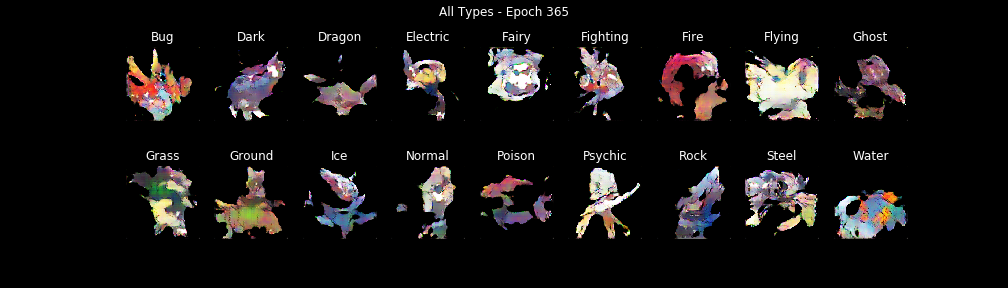 All Types - Epoch 365
Bug Dark Dragon Electric Fairy Fighting Fire Flying Ghost
Grass Ground Ice Normal Poison Psychic Rock Steel Water